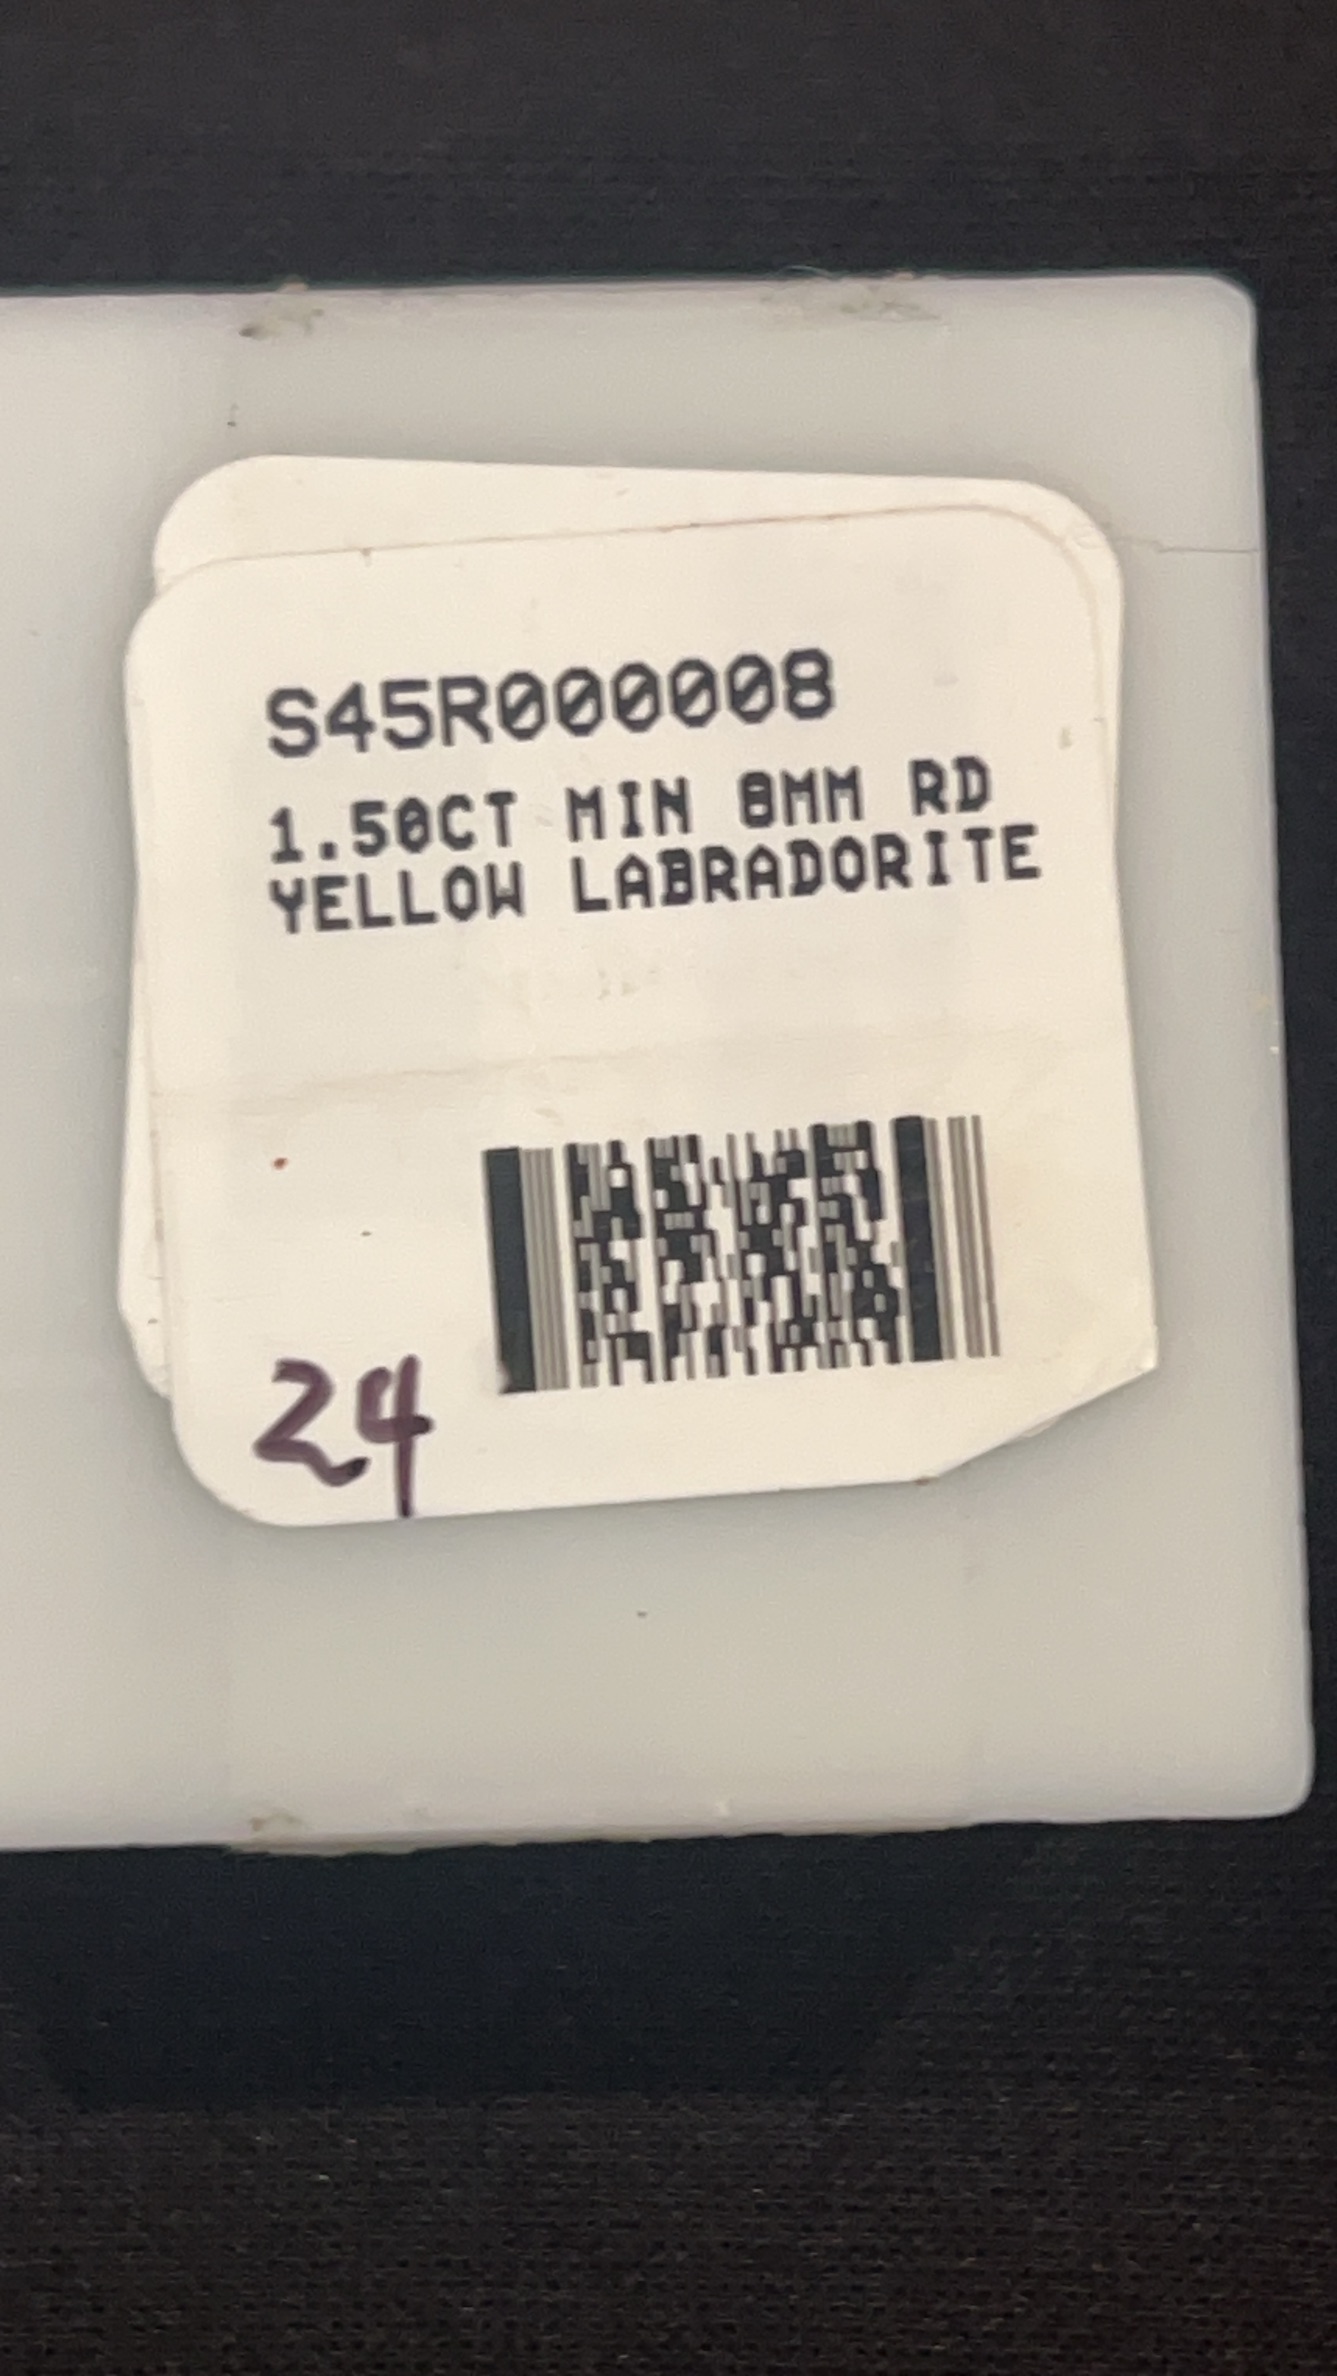 S45R000008
1.50CT MIN 8MM RD
YELLOW LABRADORITE
24